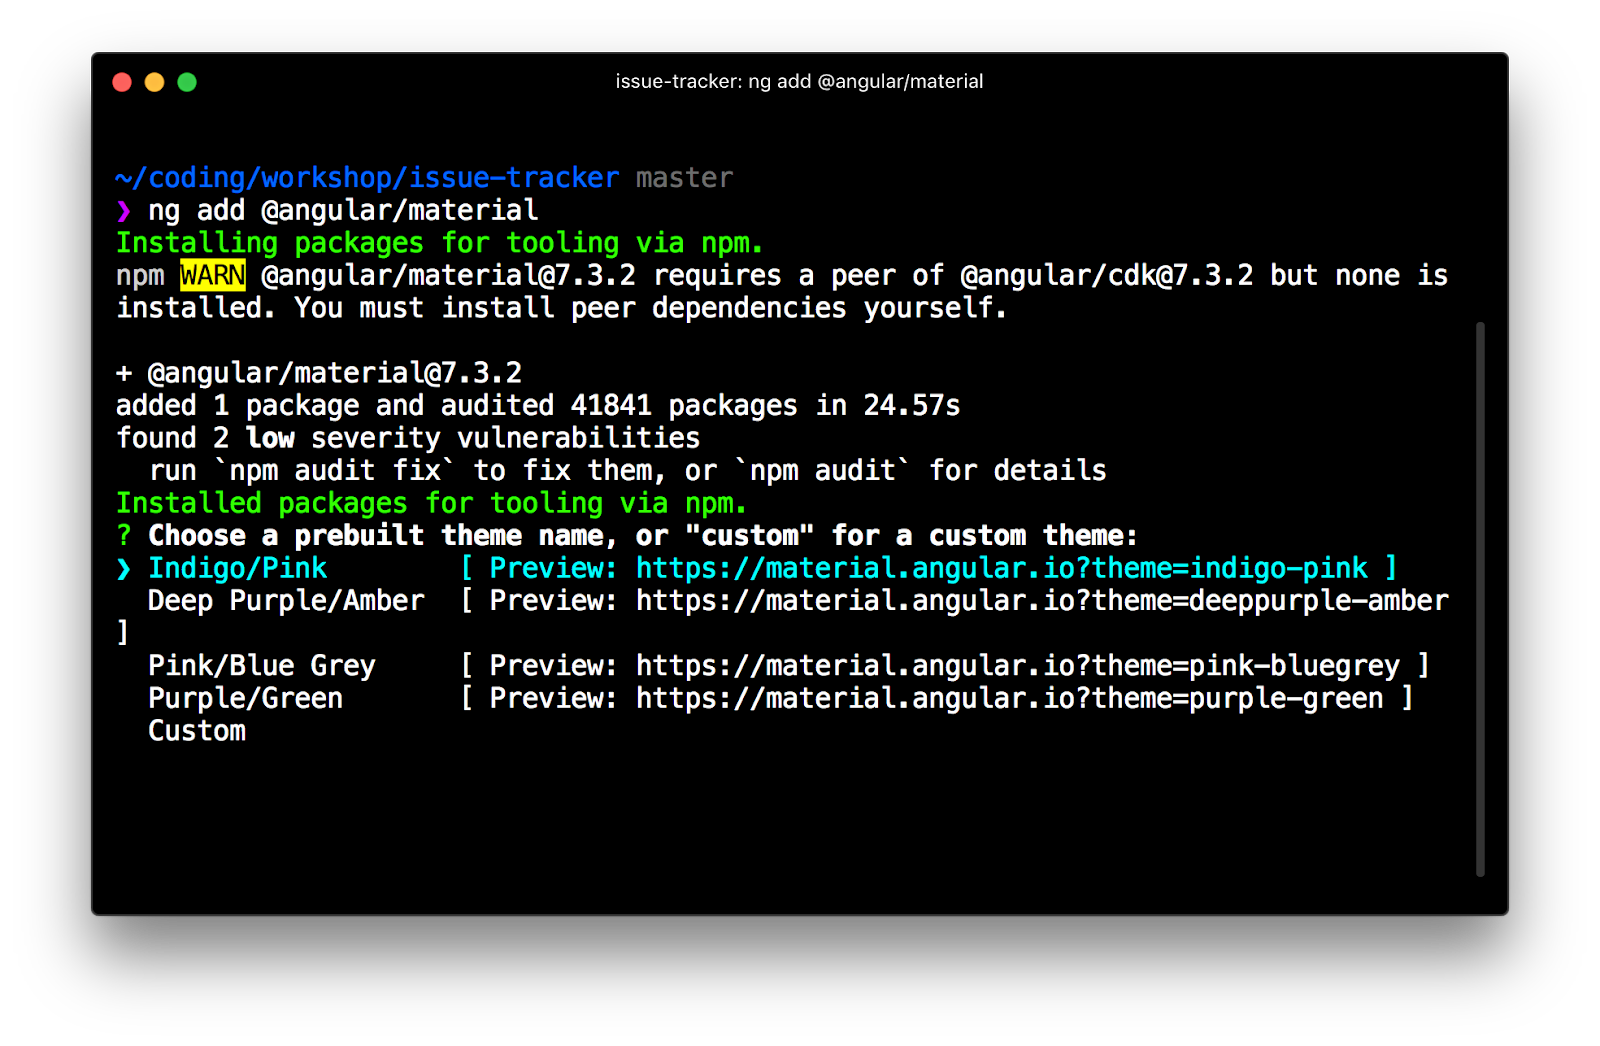 issue-tracker: ng add @angular/material
~/coding/workshop/issue-tracker master
❯ ng add @angular/material
Installing packages for tooling via npm.
npm WARN @angular/material@7.3.2 requires a peer of @angular/cdk@7.3.2 but none is
installed. You must install peer dependencies yourself.
+ @angular/material@7.3.2
added 1 package and audited 41841 packages in 24.57s
found 2 low severity vulnerabilities
  run `npm audit fix` to fix them, or `npm audit` for details
Installed packages for tooling via npm.
? Choose a prebuilt theme name, or "custom" for a custom theme:
❯ Indigo/Pink        [ Preview: https://material.angular.io?theme=indigo-pink ]
  Deep Purple/Amber  [ Preview: https://material.angular.io?theme=deeppurple-amber
]
  Pink/Blue Grey     [ Preview: https://material.angular.io?theme=pink-bluegrey ]
  Purple/Green       [ Preview: https://material.angular.io?theme=purple-green ]
  Custom